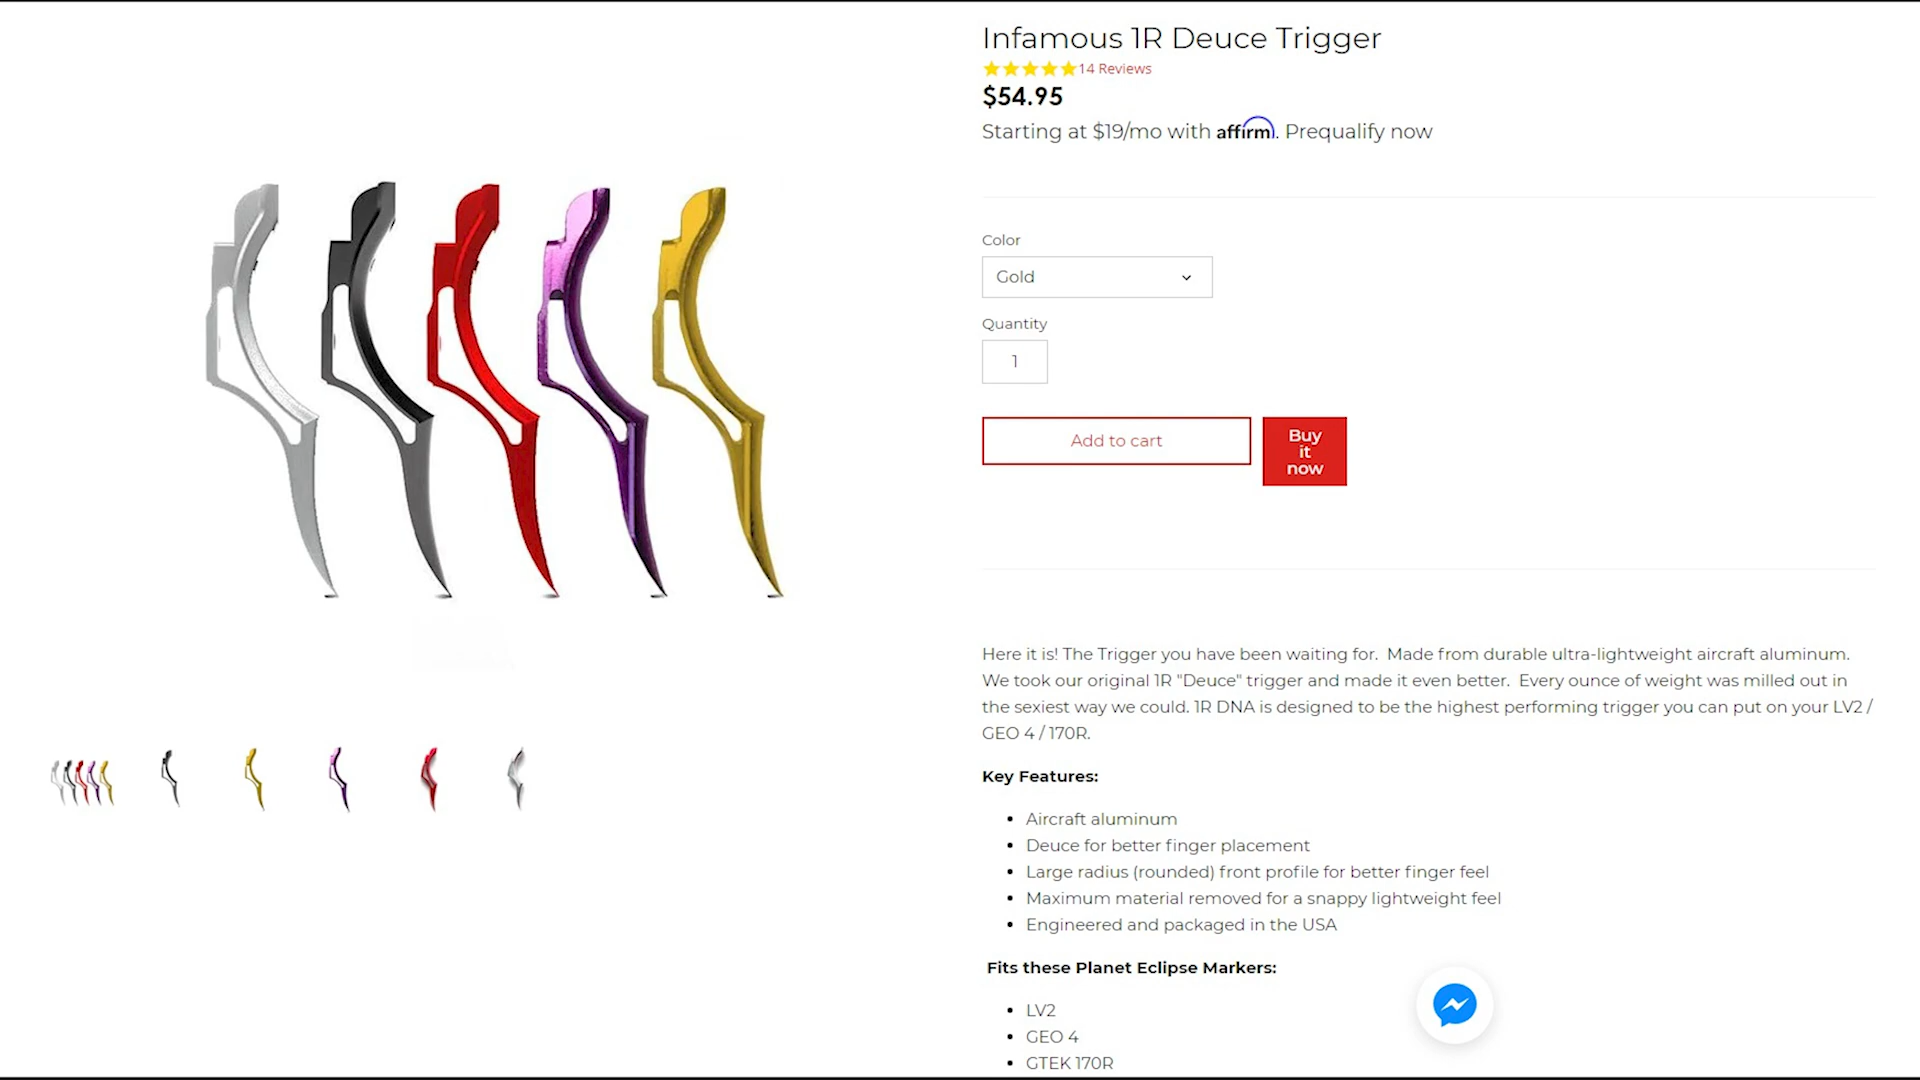 Infamous 1R Deuce Trigger
14 Reviews
$54.95
Starting at $19/mo with affirm. Prequalify now
Color
Gold
Quantity
1
Add to cart
Buy
it
now
Here it is! The Trigger you have been waiting for.  Made from durable ultra-lightweight aircraft aluminum.
We took our original 1R "Deuce" trigger and made it even better.  Every ounce of weight was milled out in
the sexiest way we could. 1R DNA is designed to be the highest performing trigger you can put on your LV2 /
GEO 4 / 170R.
Key Features:
Aircraft aluminum
Deuce for better finger placement
Large radius (rounded) front profile for better finger feel
Maximum material removed for a snappy lightweight feel
Engineered and packaged in the USA
Fits these Planet Eclipse Markers:
LV2
GEO 4
GTEK 170R